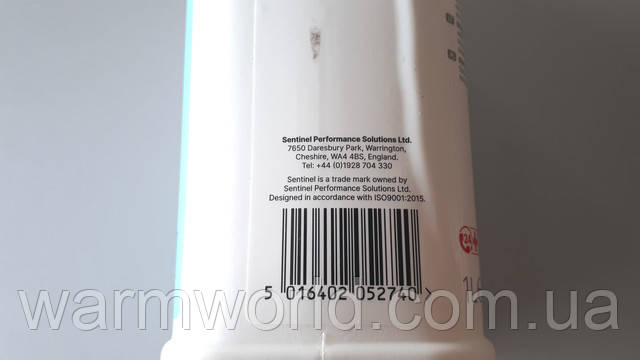 Sentinel Performance Solutions Ltd.
7650 Daresbury Park, Warrington,
Cheshire, WA4 4BS, England.
Tel: +44 (0)1928 704 330
Sentinel is a trade mark owned by
Sentinel Performance Solutions Ltd.
Designed in accordance with ISO9001:2015.
24
1L
5 016402 052740 >
warmworld.com.ua